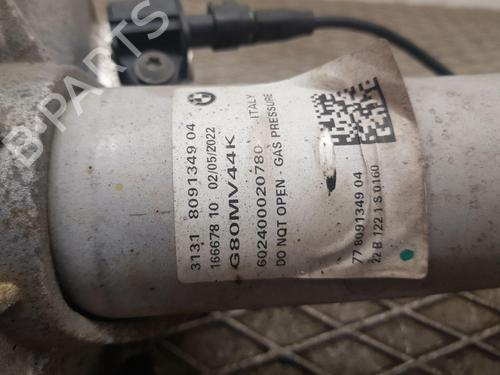 B-PARTS
3131 8091349 04
166678 10 02/05/2022
G80MV44K
602400020780 ITALY
DO NOT OPEN - GAS PRESSURE
77 8091349 04
22 B 122 1 S 0160